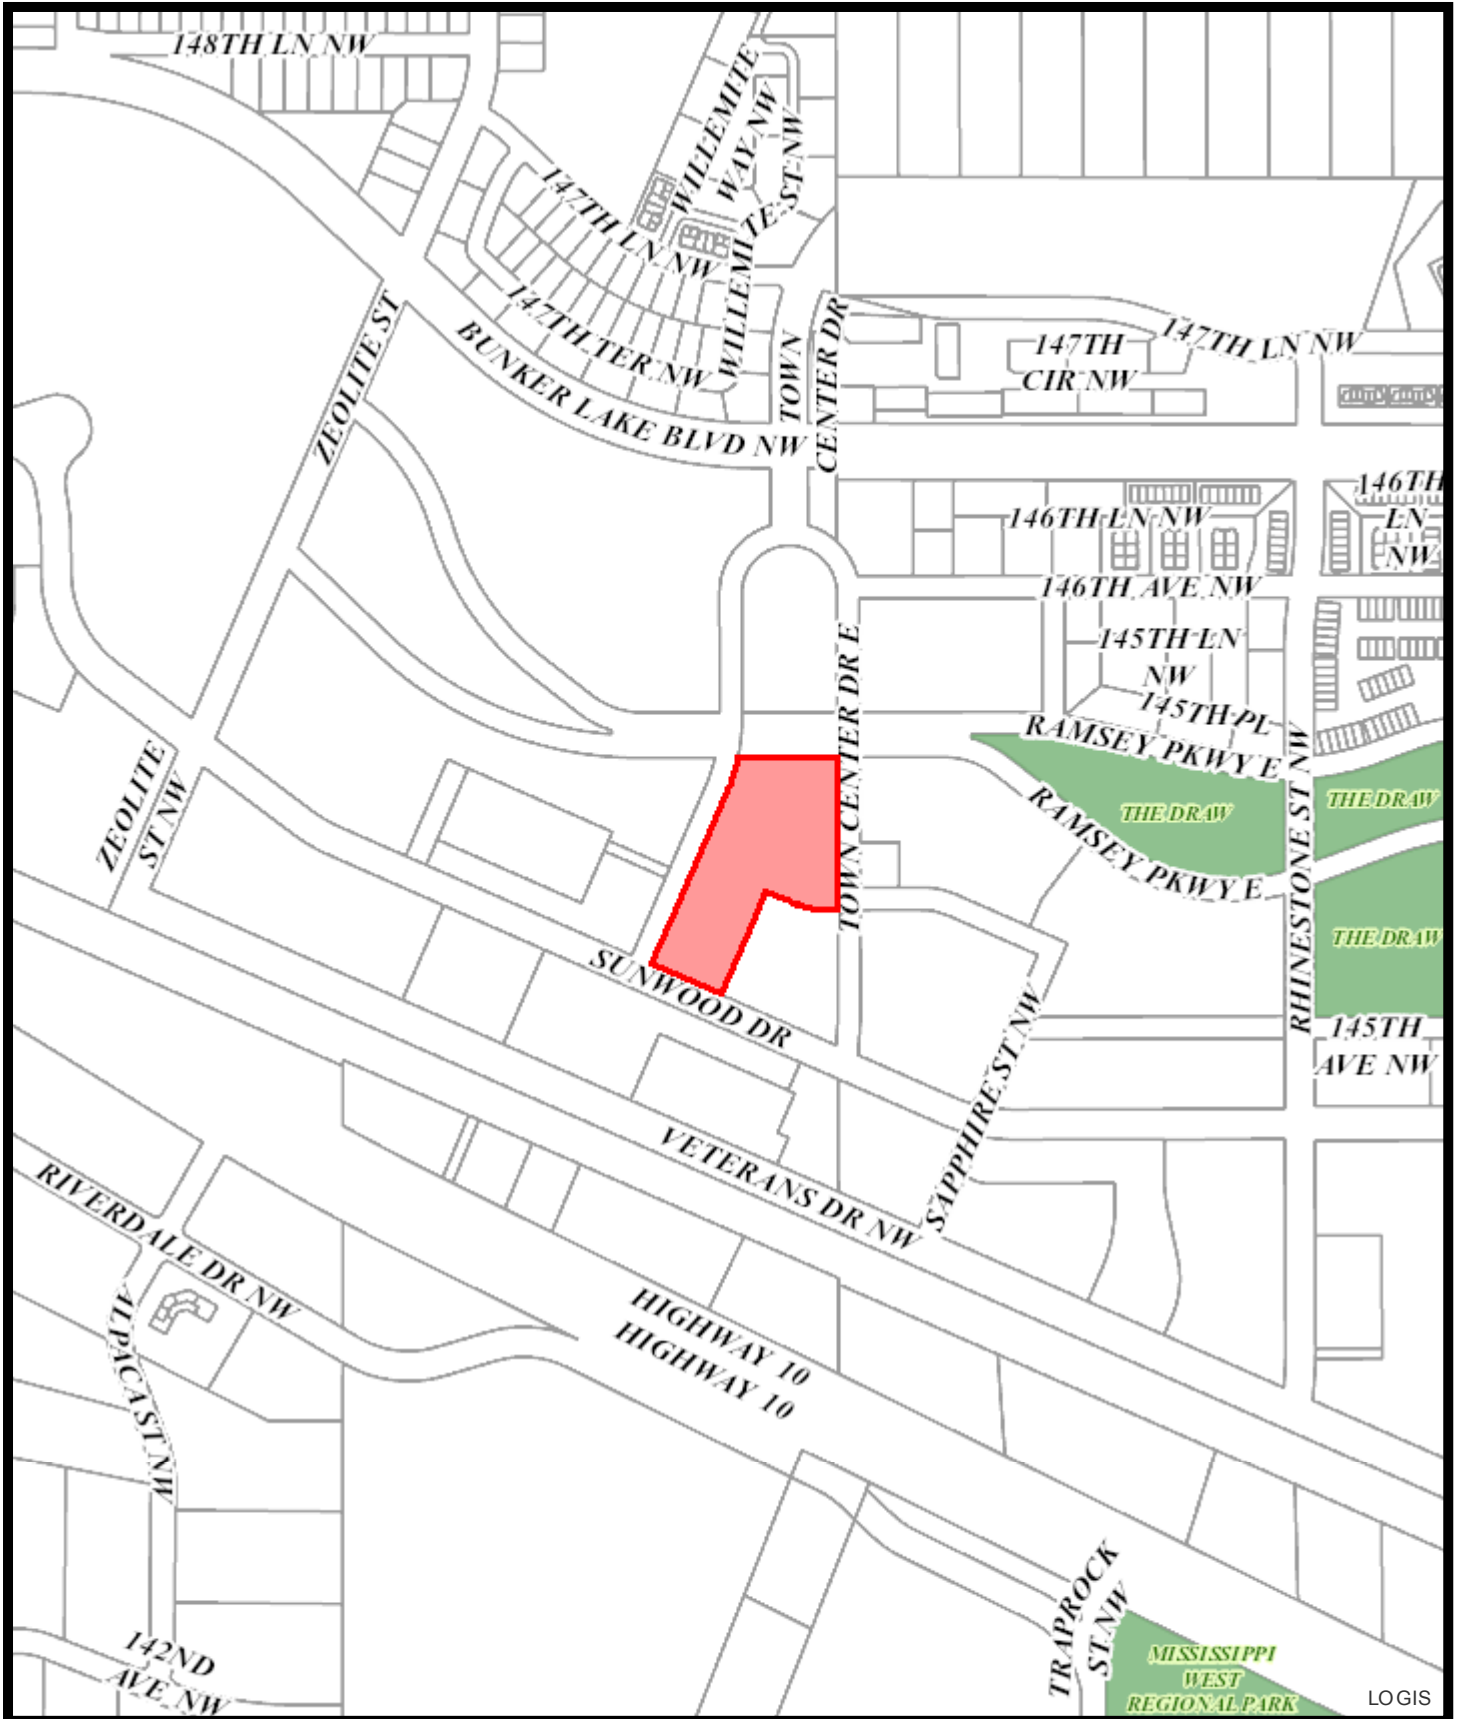 148TH LN NW
WILLEMITE
WAY NW
WILLEMITE ST NW
147TH LN NW
147TH TER NW
ZEOLITE ST
BUNKER LAKE BLVD NW
TOWN
CENTER DR
147TH LN NW
147TH
CIR NW
146TH
LN
NW
146TH LN NW
146TH AVE NW
145TH LN
NW
145TH PL
RAMSEY PKWY E
TOWN CENTER DR E
THE DRAW
THE DRAW
RAMSEY PKWY E
RHINESTONE ST NW
THE DRAW
ZEOLITE
ST NW
SUNWOOD DR
145TH
AVE NW
SAPPHIRE ST NW
VETERANS DR NW
RIVERDALE DR NW
ALPACA ST NW
HIGHWAY 10
HIGHWAY 10
TRAPROCK
ST NW
142ND
AVE NW
MISSISSIPPI
WEST
REGIONAL PARK
LOGIS